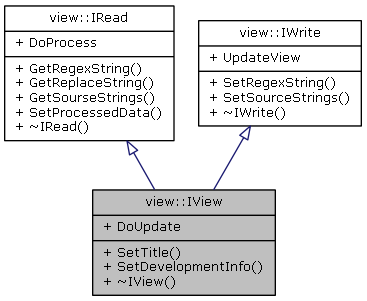 view::IRead
+ DoProcess
+ GetRegexString()
+ GetReplaceString()
+ GetSourseStrings()
+ SetProcessedData()
+ ~IRead()
view::IWrite
+ UpdateView
+ SetRegexString()
+ SetSourceStrings()
+ ~IWrite()
view::IView
+ DoUpdate
+ SetTitle()
+ SetDevelopmentInfo()
+ ~IView()